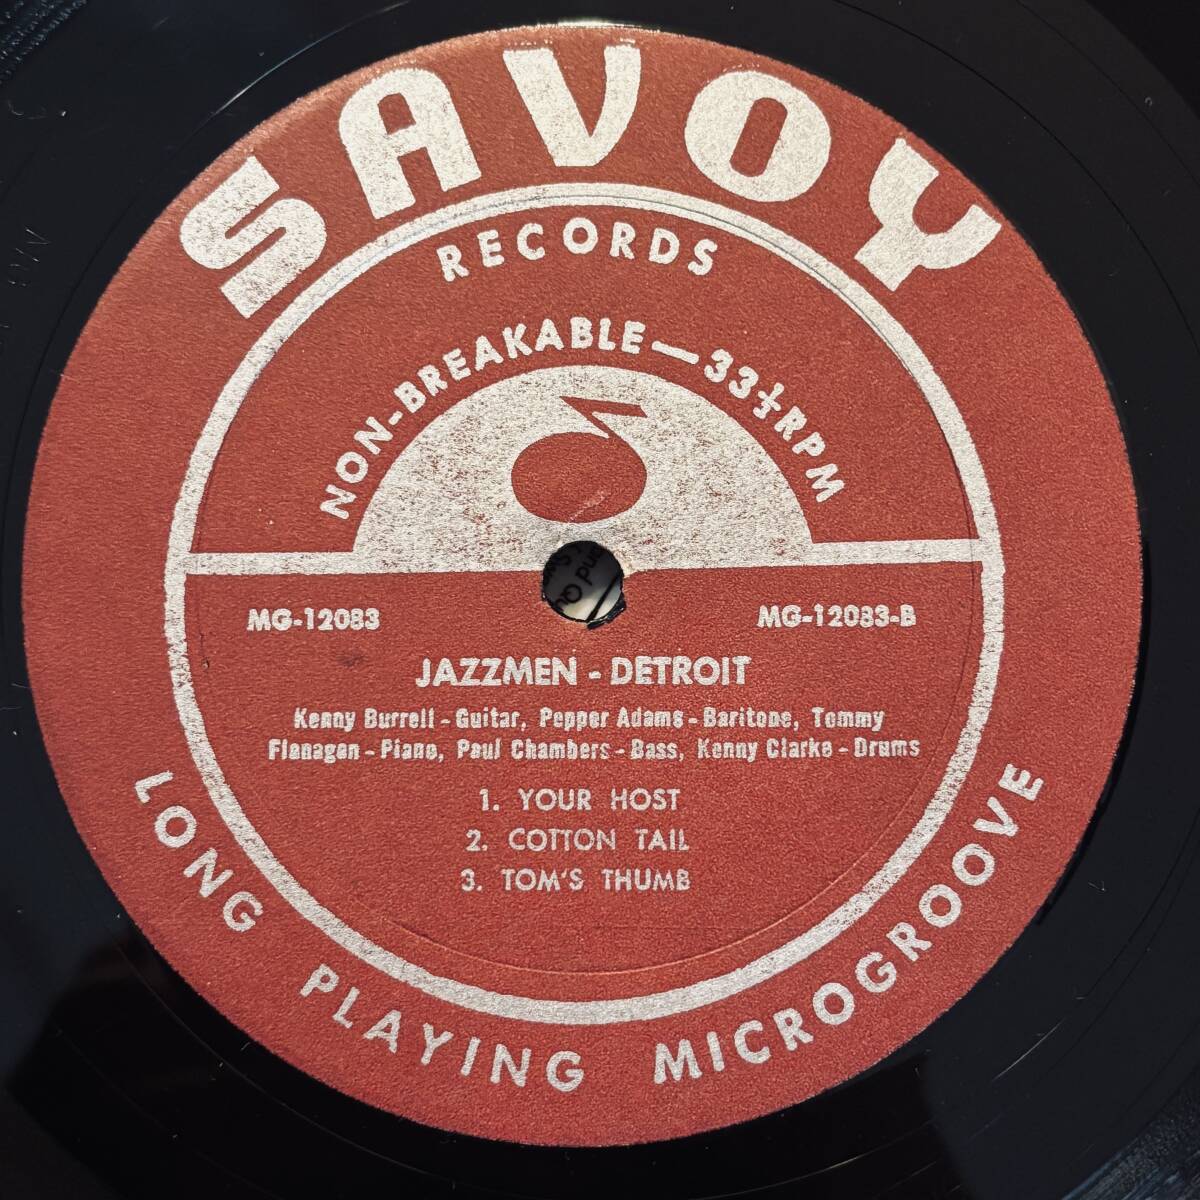 SAVOY
RECORDS
NON-BREAKABLE—33⅓RPM
MG-12083
MG-12083-B
JAZZMEN - DETROIT
Kenny Burrell - Guitar, Pepper Adams - Baritone, Tommy
Flanagan - Piano, Paul Chambers - Bass, Kenny Clarke - Drums
1. YOUR HOST
2. COTTON TAIL
3. TOM'S THUMB
LONG PLAYING MICROGROOVE